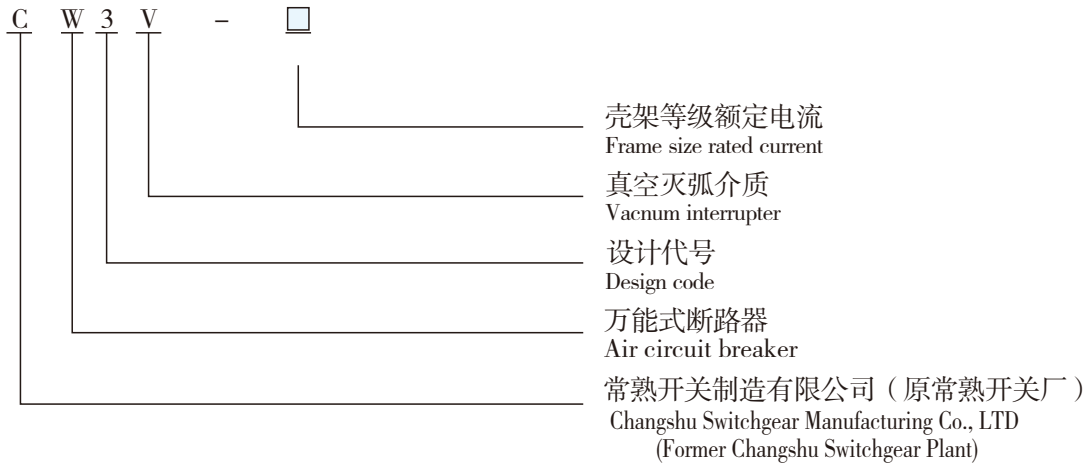 C W 3 V - □
壳架等级额定电流
Frame size rated current
真空灭弧介质
Vacnum interrupter
设计代号
Design code
万能式断路器
Air circuit breaker
常熟开关制造有限公司（原常熟开关厂）
Changshu Switchgear Manufacturing Co., LTD
(Former Changshu Switchgear Plant)